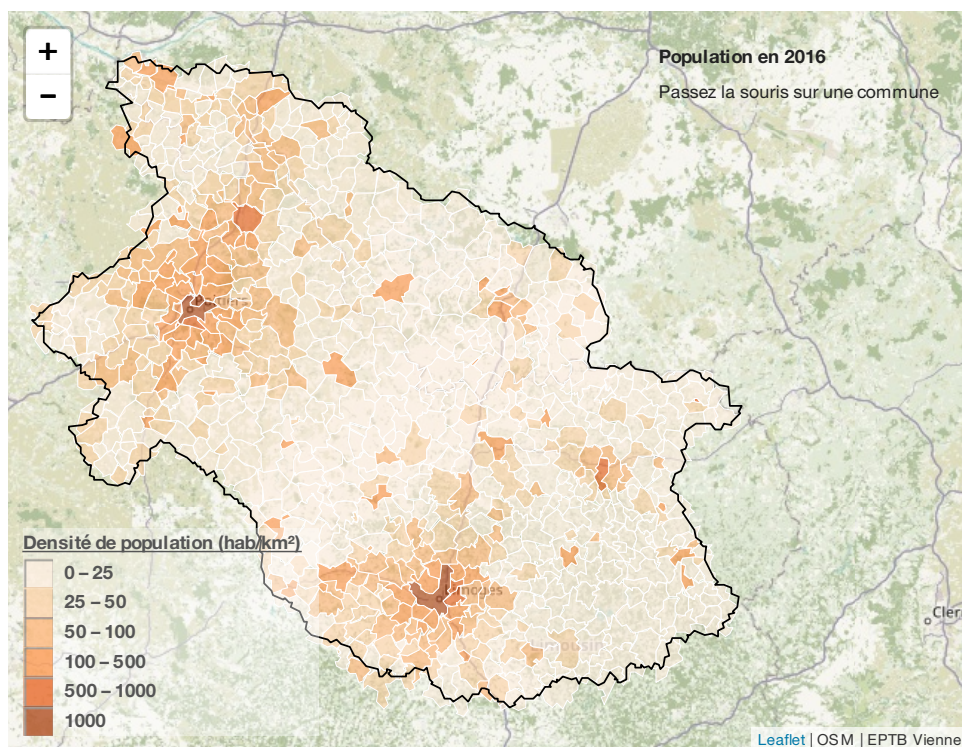 +
Population en 2016
−
Passez la souris sur une commune
Densité de population (hab/km²)
0 – 25
25 – 50
50 – 100
100 – 500
500 – 1000
1000
Leaflet | OSM | EPTB Vienne